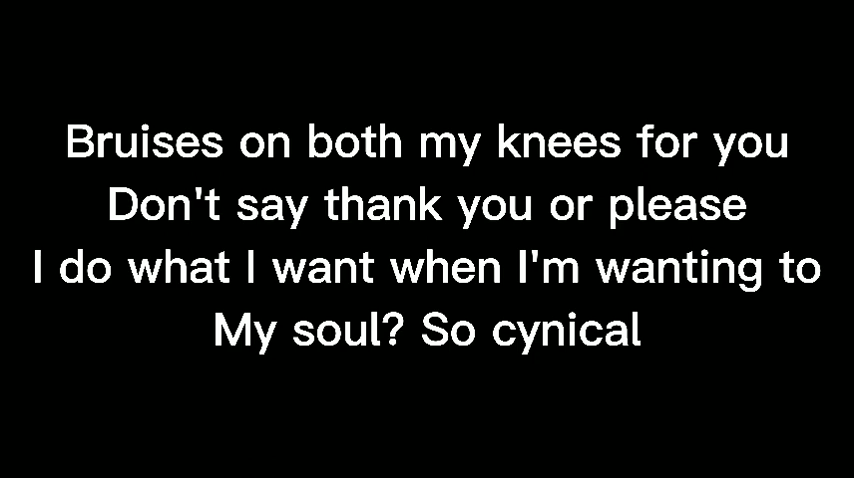 Bruises on both my knees for you
Don't say thank you or please
I do what I want when I'm wanting to
My soul? So cynical